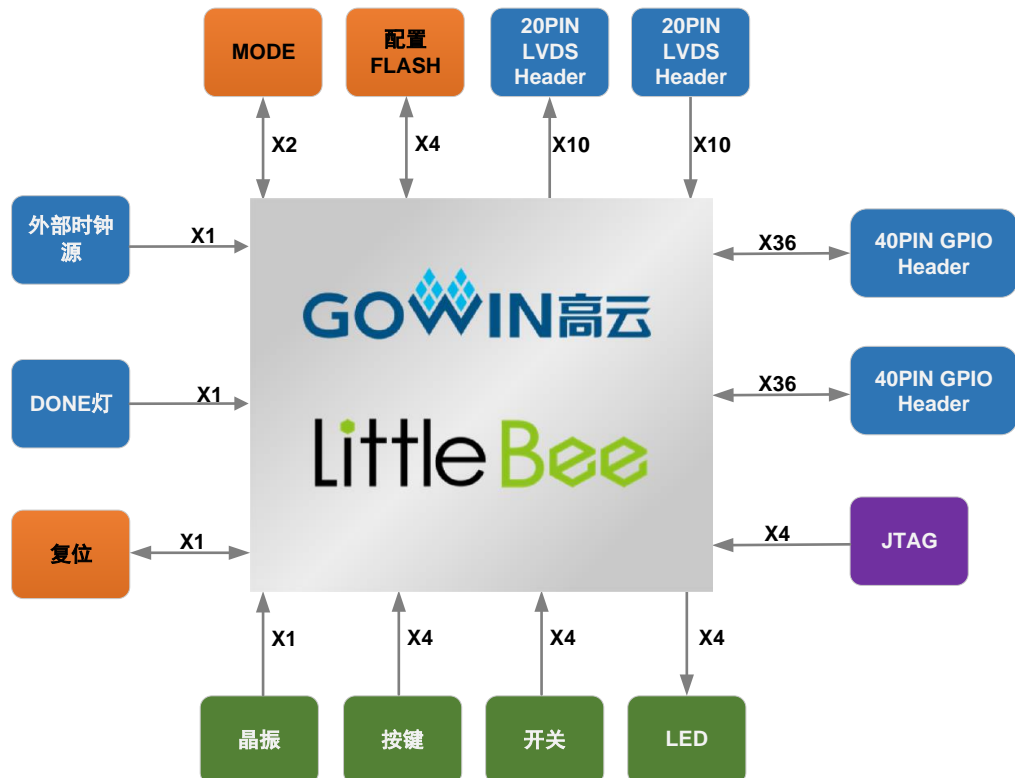 MODE
配置
FLASH
20PIN
LVDS
Header
20PIN
LVDS
Header
X2
X4
X10
X10
外部时钟
源
X1
X36
40PIN GPIO
Header
GOWIN高云
DONE灯
X1
X36
40PIN GPIO
Header
LittleBee
复位
X1
X4
JTAG
X1
X4
X4
X4
晶振
按键
开关
LED